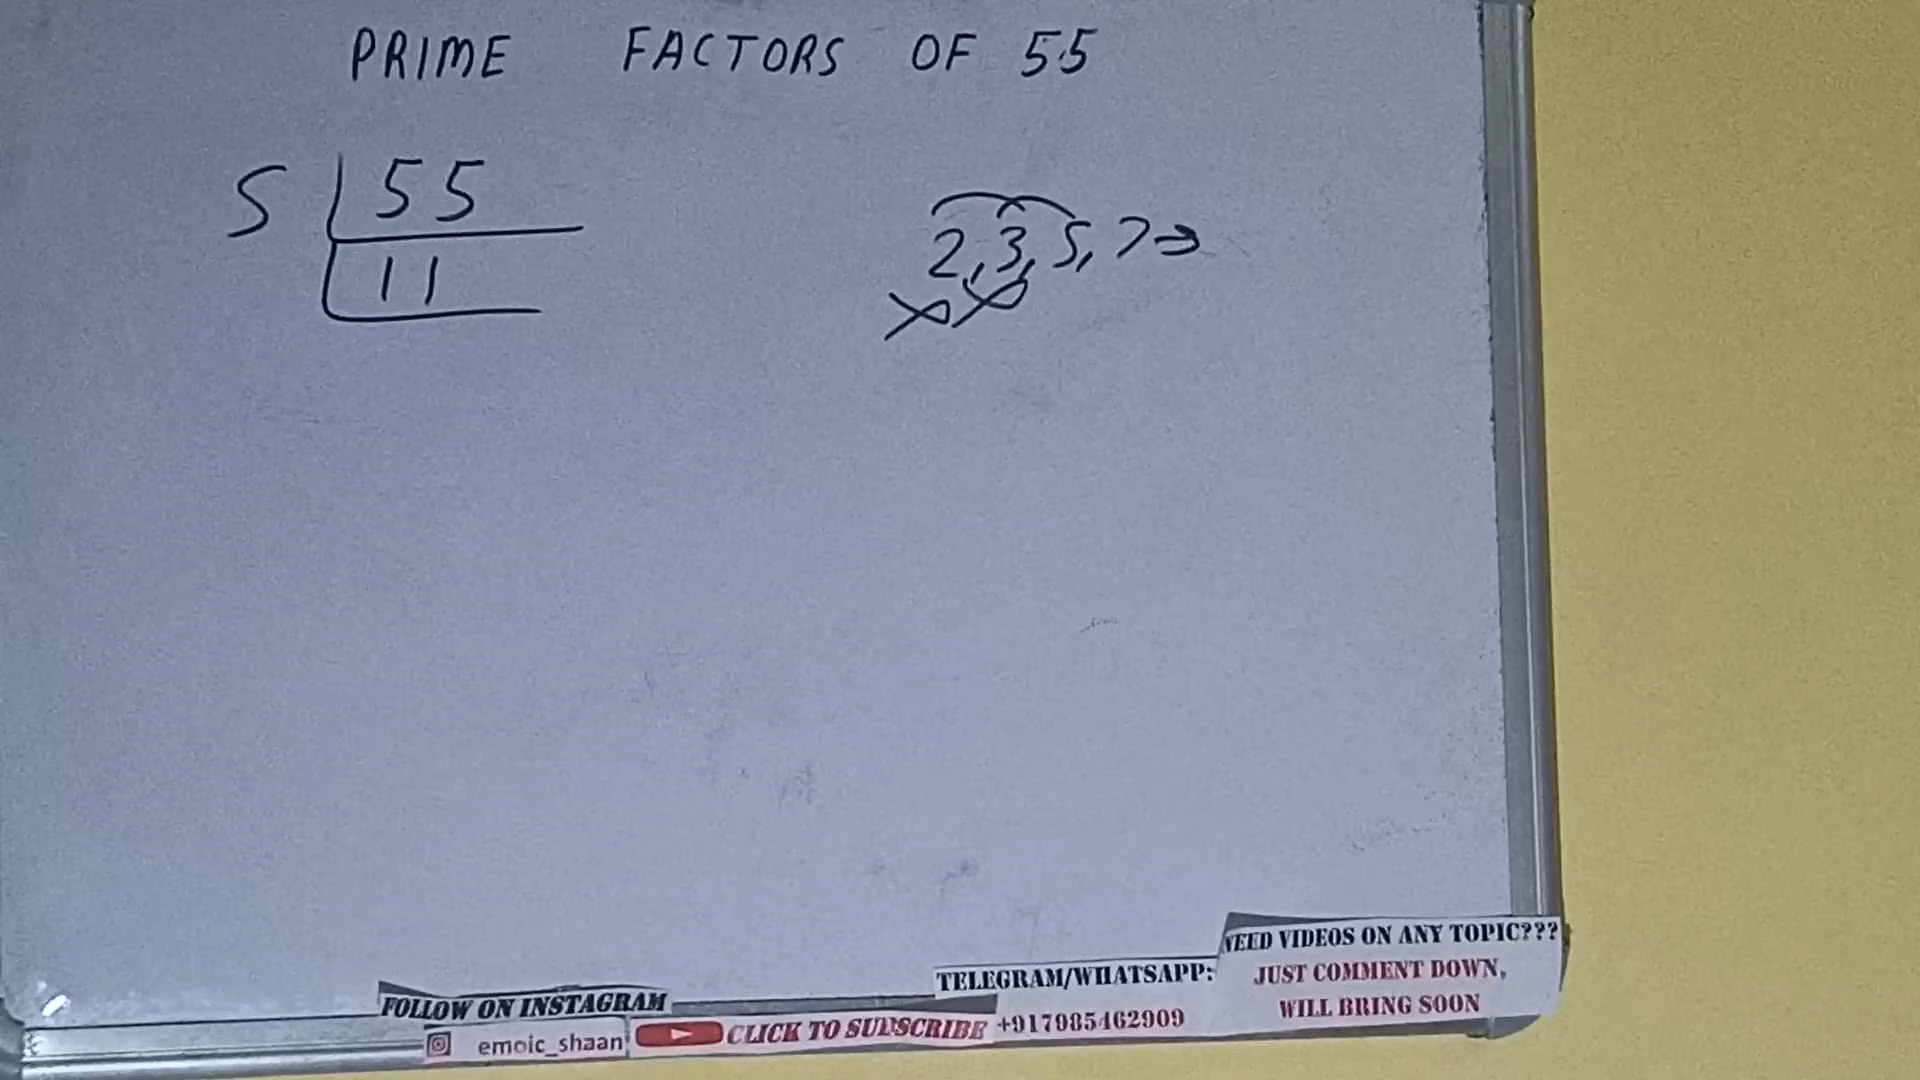 PRIME FACTORS OF 55
5 55
11
2, 3, 5, 7 →
NEED VIDEOS ON ANY TOPIC???
JUST COMMENT DOWN,
WILL BRING SOON
TELEGRAM/WHATSAPP:
+917985462909
FOLLOW ON INSTAGRAM
emoic_shaan
CLICK TO SUBSCRIBE